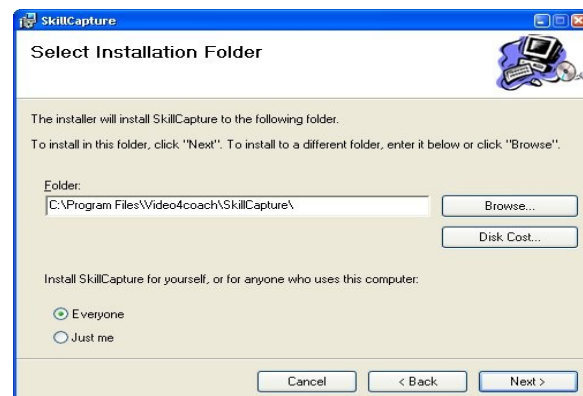 SkillCapture
Select Installation Folder
The installer will install SkillCapture to the following folder.
To install in this folder, click "Next". To install to a different folder, enter it below or click "Browse".
Folder:
C:\Program Files\Video4coach\SkillCapture\
Browse...
Disk Cost...
Install SkillCapture for yourself, or for anyone who uses this computer:
Everyone
Just me
Cancel
< Back
Next >